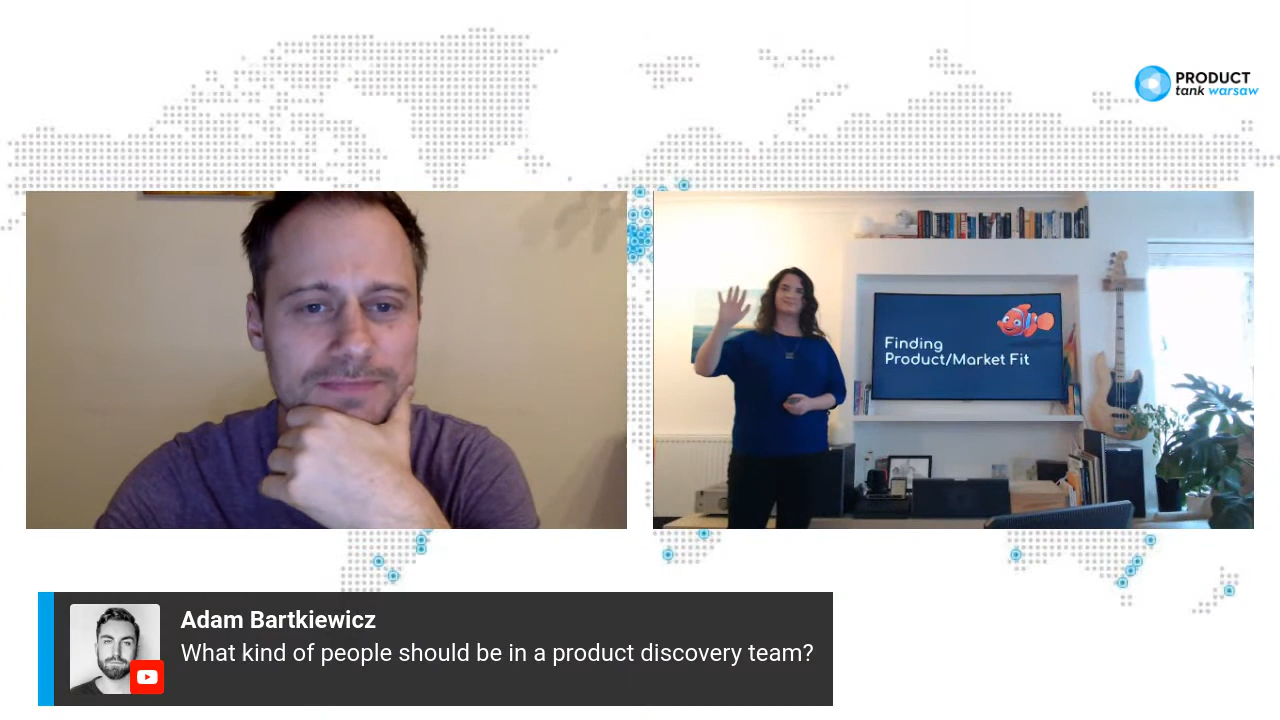 PRODUCT
tank warsaw
Finding
Product/Market Fit
Adam Bartkiewicz
What kind of people should be in a product discovery team?